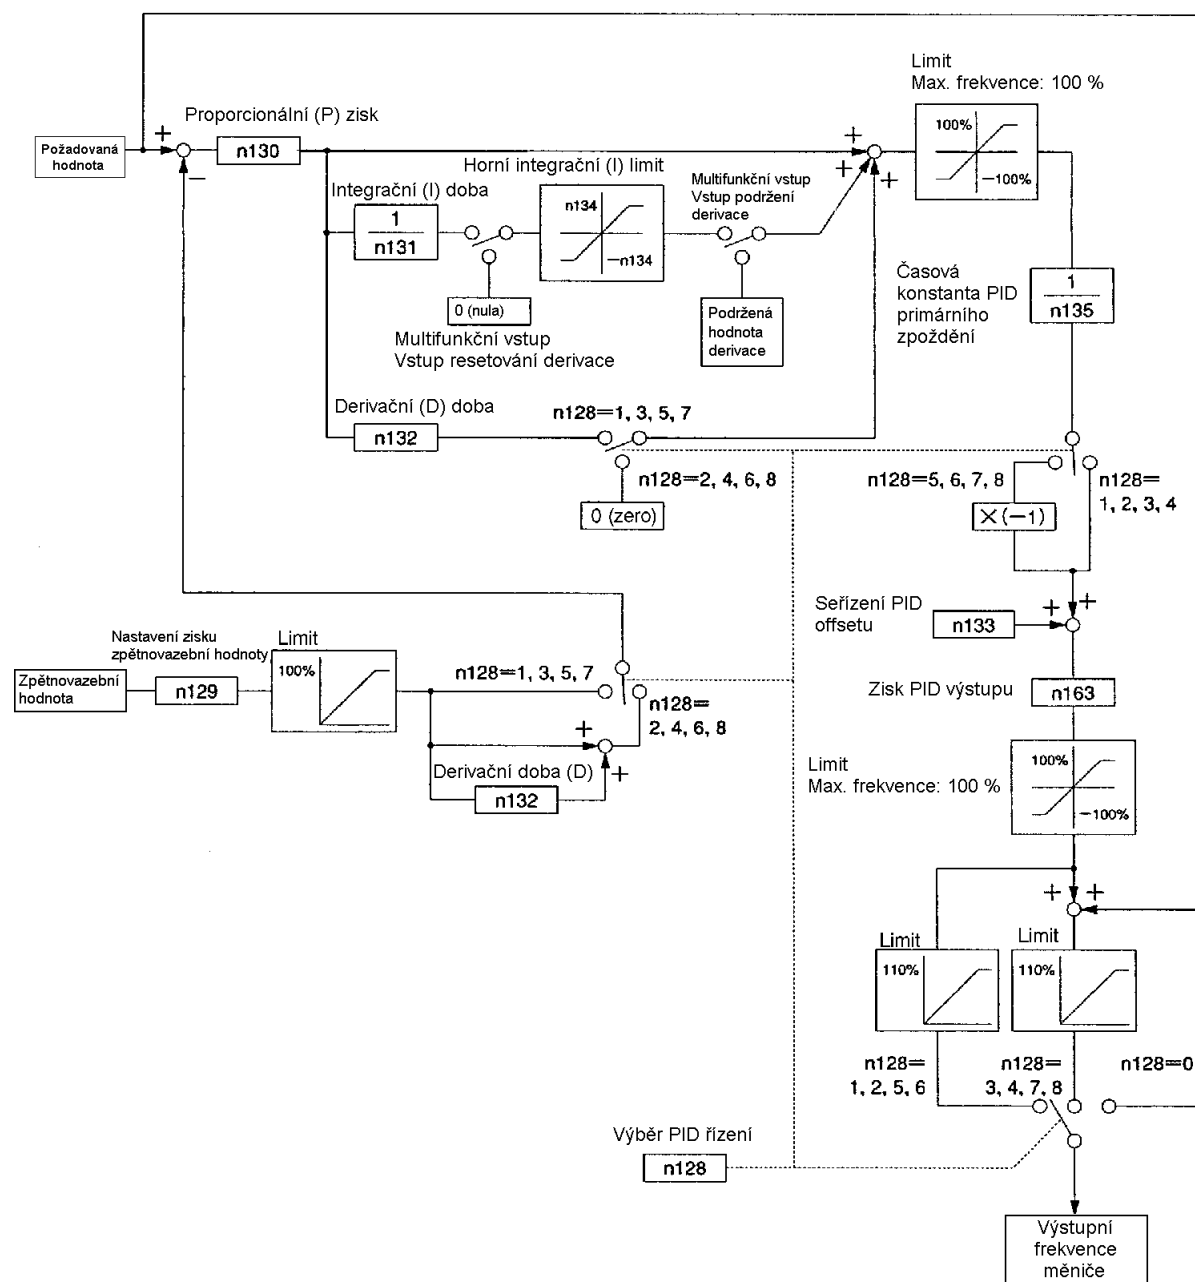 Limit
Max. frekvence: 100 %
Proporcionální (P) zisk
Požadovaná
hodnota
+
−
n130
100%
−100%
+
+
+
Horní integrační (I) limit
Integrační (I) doba
1
n131
n134
−n134
Multifunkční vstup
Vstup podržení
derivace
0 (nula)
Multifunkční vstup
Vstup resetování derivace
Podržená
hodnota
derivace
Časová
konstanta PID
primárního
zpoždění
1
n135
Derivační (D) doba
n132
n128=1, 3, 5, 7
n128=2, 4, 6, 8
0 (zero)
n128=5, 6, 7, 8
n128=
1, 2, 3, 4
×(−1)
Seřízení PID
offsetu
n133
+
+
Nastavení zisku
zpětnovazební hodnoty
Limit
Zpětnovazební
hodnota
n129
100%
n128=1, 3, 5, 7
n128=
2, 4, 6, 8
+
+
Derivační doba (D)
n132
Zisk PID výstupu
n163
Limit
Max. frekvence: 100 %
100%
−100%
+
+
Limit
Limit
110%
110%
n128=
1, 2, 5, 6
n128=
3, 4, 7, 8
n128=0
Výběr PID řízení
n128
Výstupní
frekvence
měniče